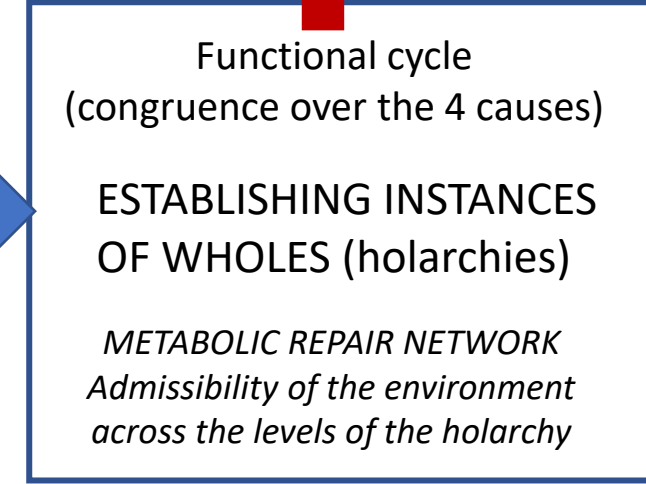 Functional cycle
(congruence over the 4 causes)
ESTABLISHING INSTANCES
OF WHOLES (holarchies)
METABOLIC REPAIR NETWORK
Admissibility of the environment
across the levels of the holarchy